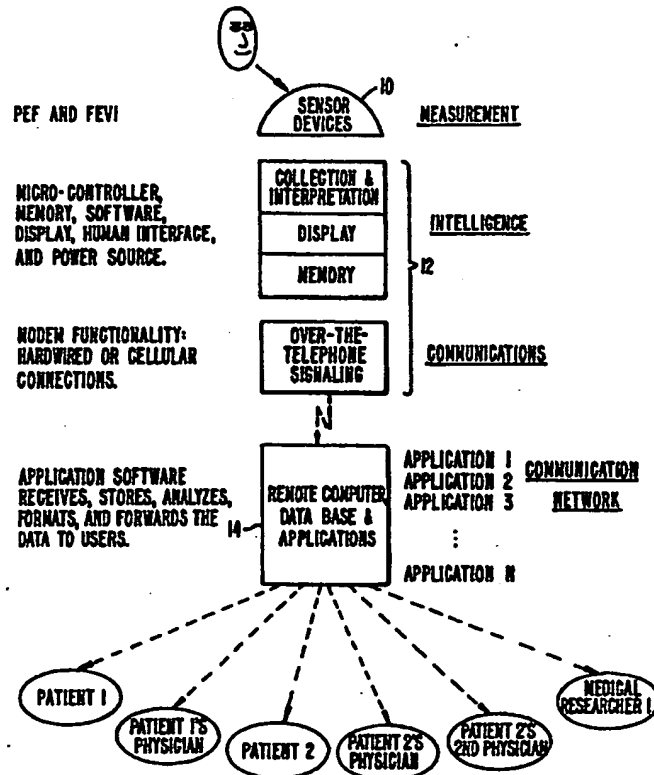 10
SENSOR
DEVICES
PEF AND FEVI
MEASUREMENT
MICRO-CONTROLLER,
MEMORY, SOFTWARE,
DISPLAY, HUMAN INTERFACE,
AND POWER SOURCE.
COLLECTION &
INTERPRETATION
DISPLAY
MEMORY
INTELLIGENCE
12
MODEM FUNCTIONALITY:
HARDWIRED OR CELLULAR
CONNECTIONS.
OVER-THE-
TELEPHONE
SIGNALING
COMMUNICATIONS
APPLICATION SOFTWARE
RECEIVES, STORES, ANALYZES,
FORMATS, AND FORWARDS THE
DATA TO USERS.
14
REMOTE COMPUTER
DATA BASE &
APPLICATIONS
APPLICATION 1
APPLICATION 2
APPLICATION 3
⋮
APPLICATION N
COMMUNICATION
NETWORK
PATIENT 1
PATIENT 1'S
PHYSICIAN
PATIENT 2
PATIENT 2'S
PHYSICIAN
PATIENT 2'S
2ND PHYSICIAN
MEDICAL
RESEARCHER 1